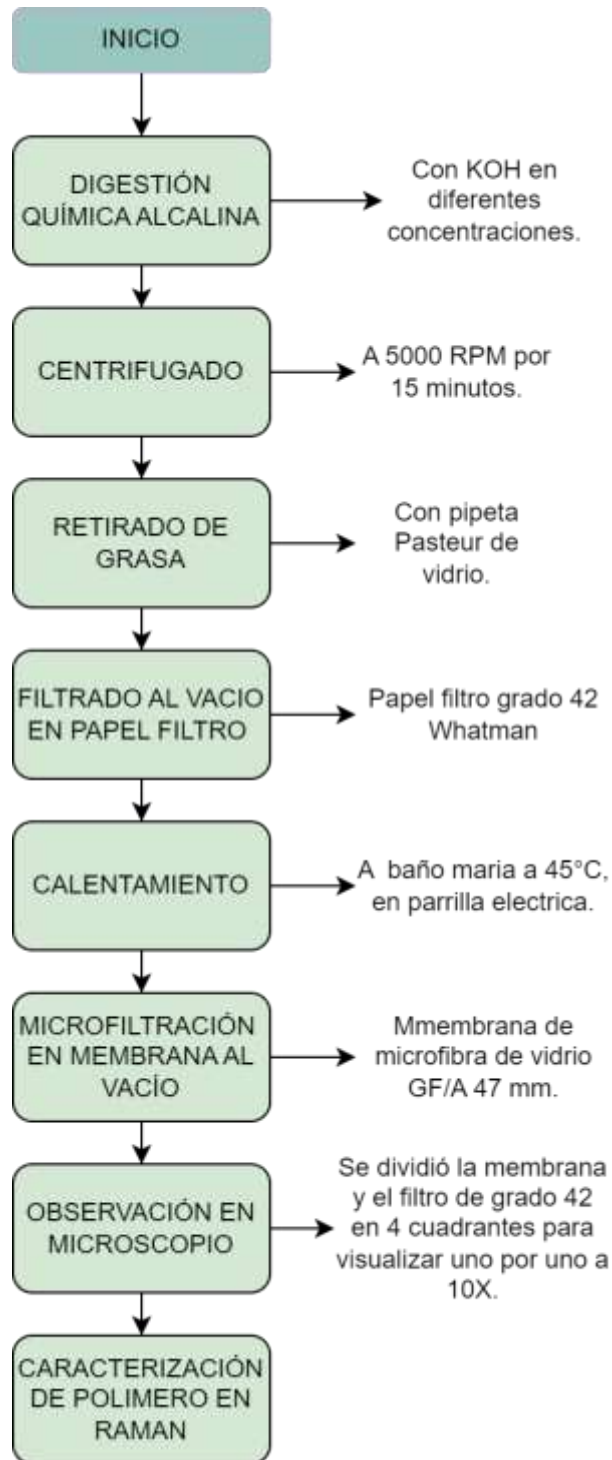 INICIO
DIGESTIÓN
QUÍMICA ALCALINA
Con KOH en
diferentes
concentraciones.
CENTRIFUGADO
A 5000 RPM por
15 minutos.
RETIRADO DE
GRASA
Con pipeta
Pasteur de
vidrio.
FILTRADO AL VACIO
EN PAPEL FILTRO
Papel filtro grado 42
Whatman
CALENTAMIENTO
A baño maria a 45°C,
en parrilla electrica.
MICROFILTRACIÓN
EN MEMBRANA AL
VACÍO
Mmembrana de
microfibra de vidrio
GF/A 47 mm.
OBSERVACIÓN EN
MICROSCOPIO
Se dividió la membrana
y el filtro de grado 42
en 4 cuadrantes para
visualizar uno por uno a
10X.
CARACTERIZACIÓN
DE POLIMERO EN
RAMAN